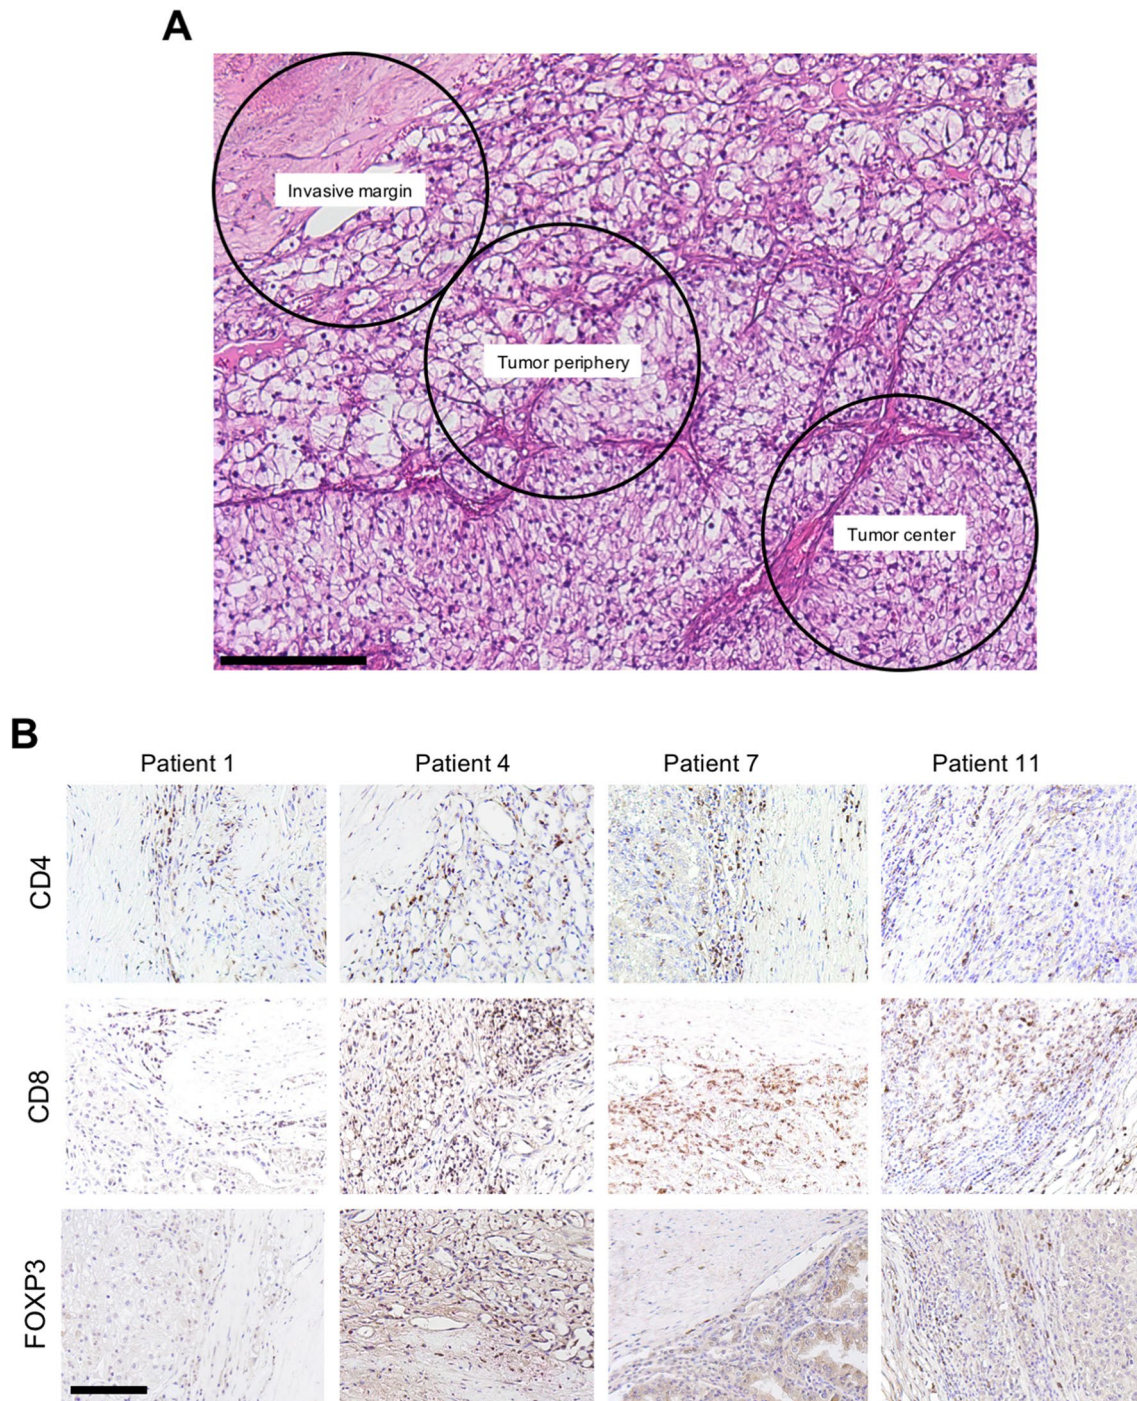 A
Invasive margin
Tumor periphery
Tumor center
B
Patient 1 Patient 4 Patient 7 Patient 11
CD4
CD8
FOXP3